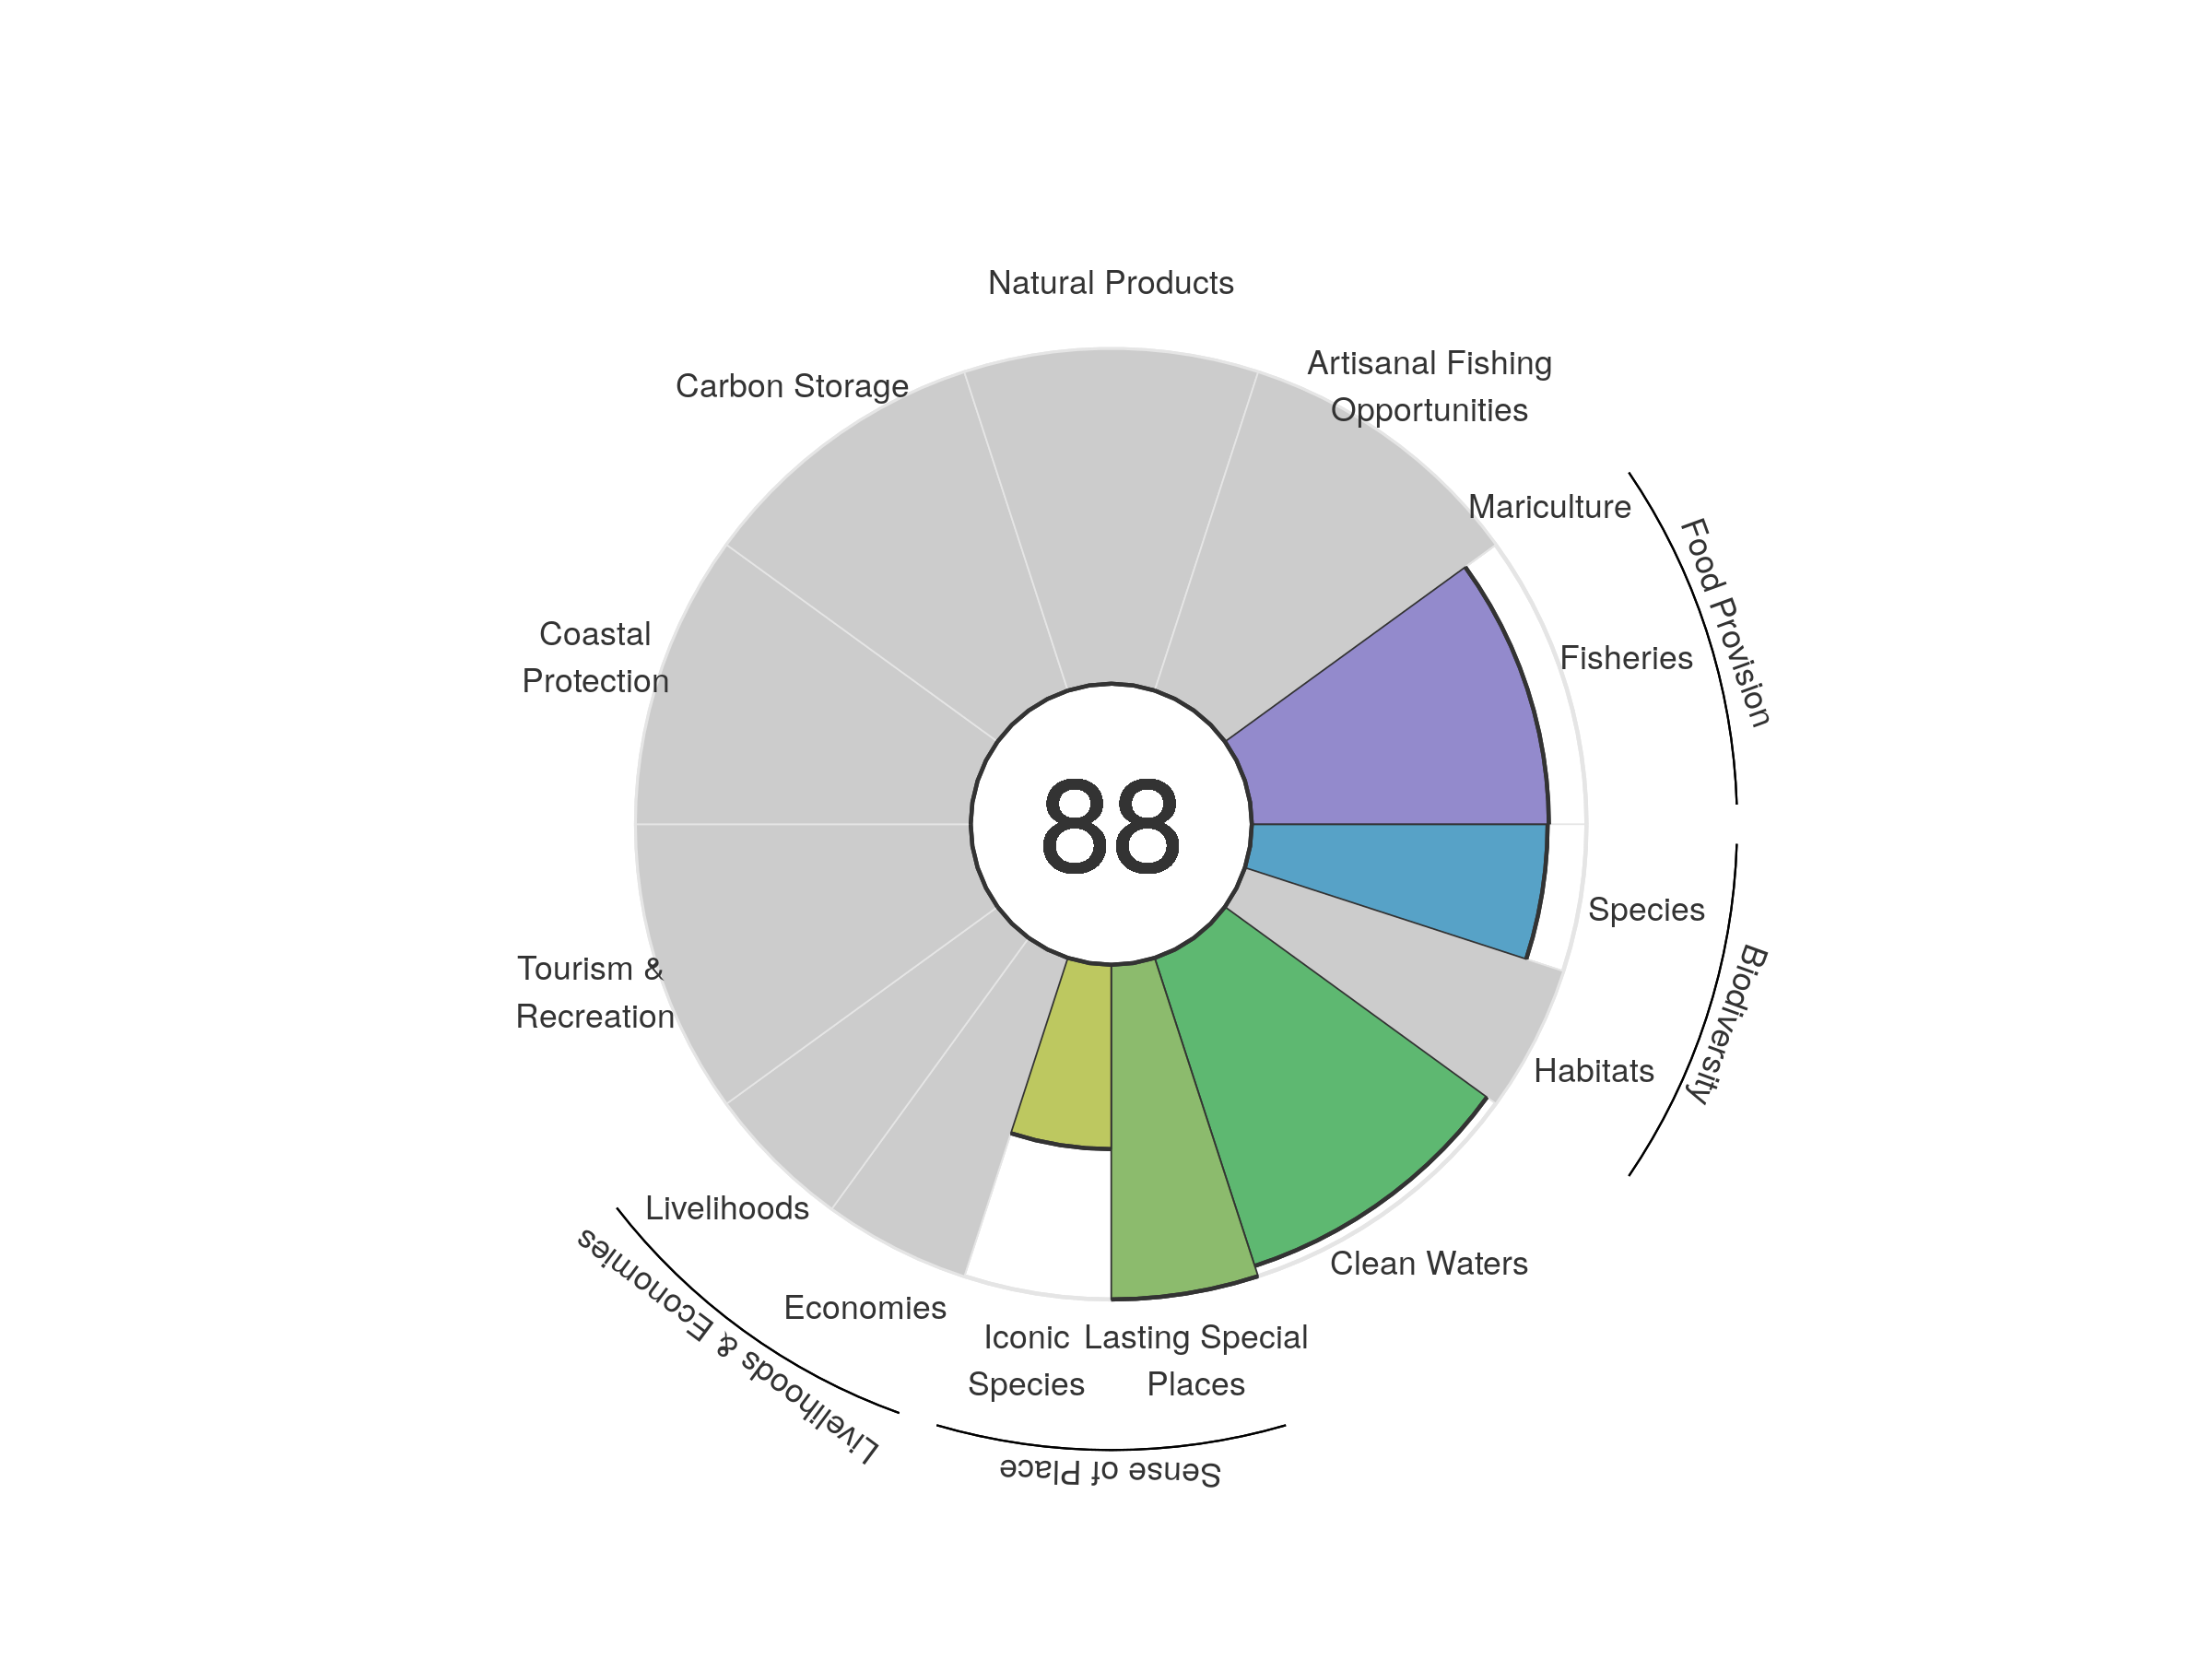 Natural Products
Artisanal Fishing
Opportunities
Carbon Storage
Mariculture
Food Provision
Fisheries
Coastal
Protection
88
Species
Biodiversity
Habitats
Tourism &
Recreation
Clean Waters
Livelihoods
Economies
Livelihoods & Economies
Iconic
Species
Lasting Special
Places
Sense of Place